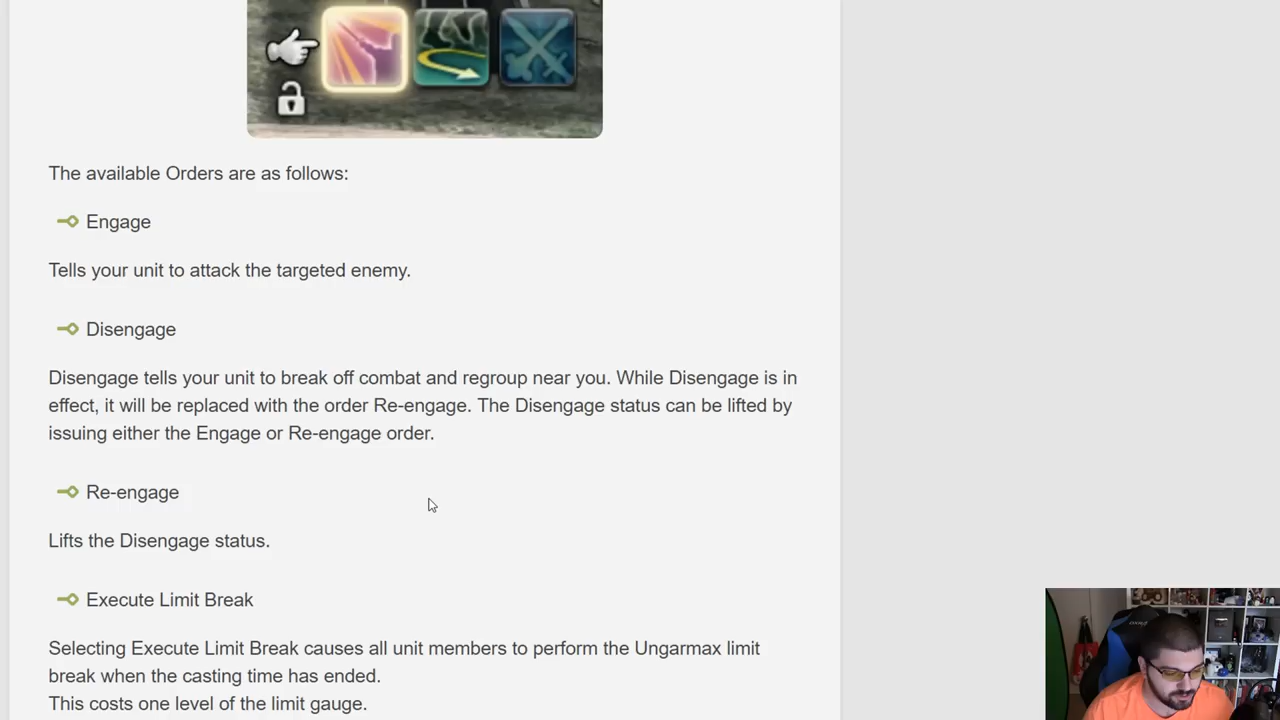 The available Orders are as follows:
Engage
Tells your unit to attack the targeted enemy.
Disengage
Disengage tells your unit to break off combat and regroup near you. While Disengage is in
effect, it will be replaced with the order Re-engage. The Disengage status can be lifted by
issuing either the Engage or Re-engage order.
Re-engage
Lifts the Disengage status.
Execute Limit Break
Selecting Execute Limit Break causes all unit members to perform the Ungarmax limit
break when the casting time has ended.
This costs one level of the limit gauge.